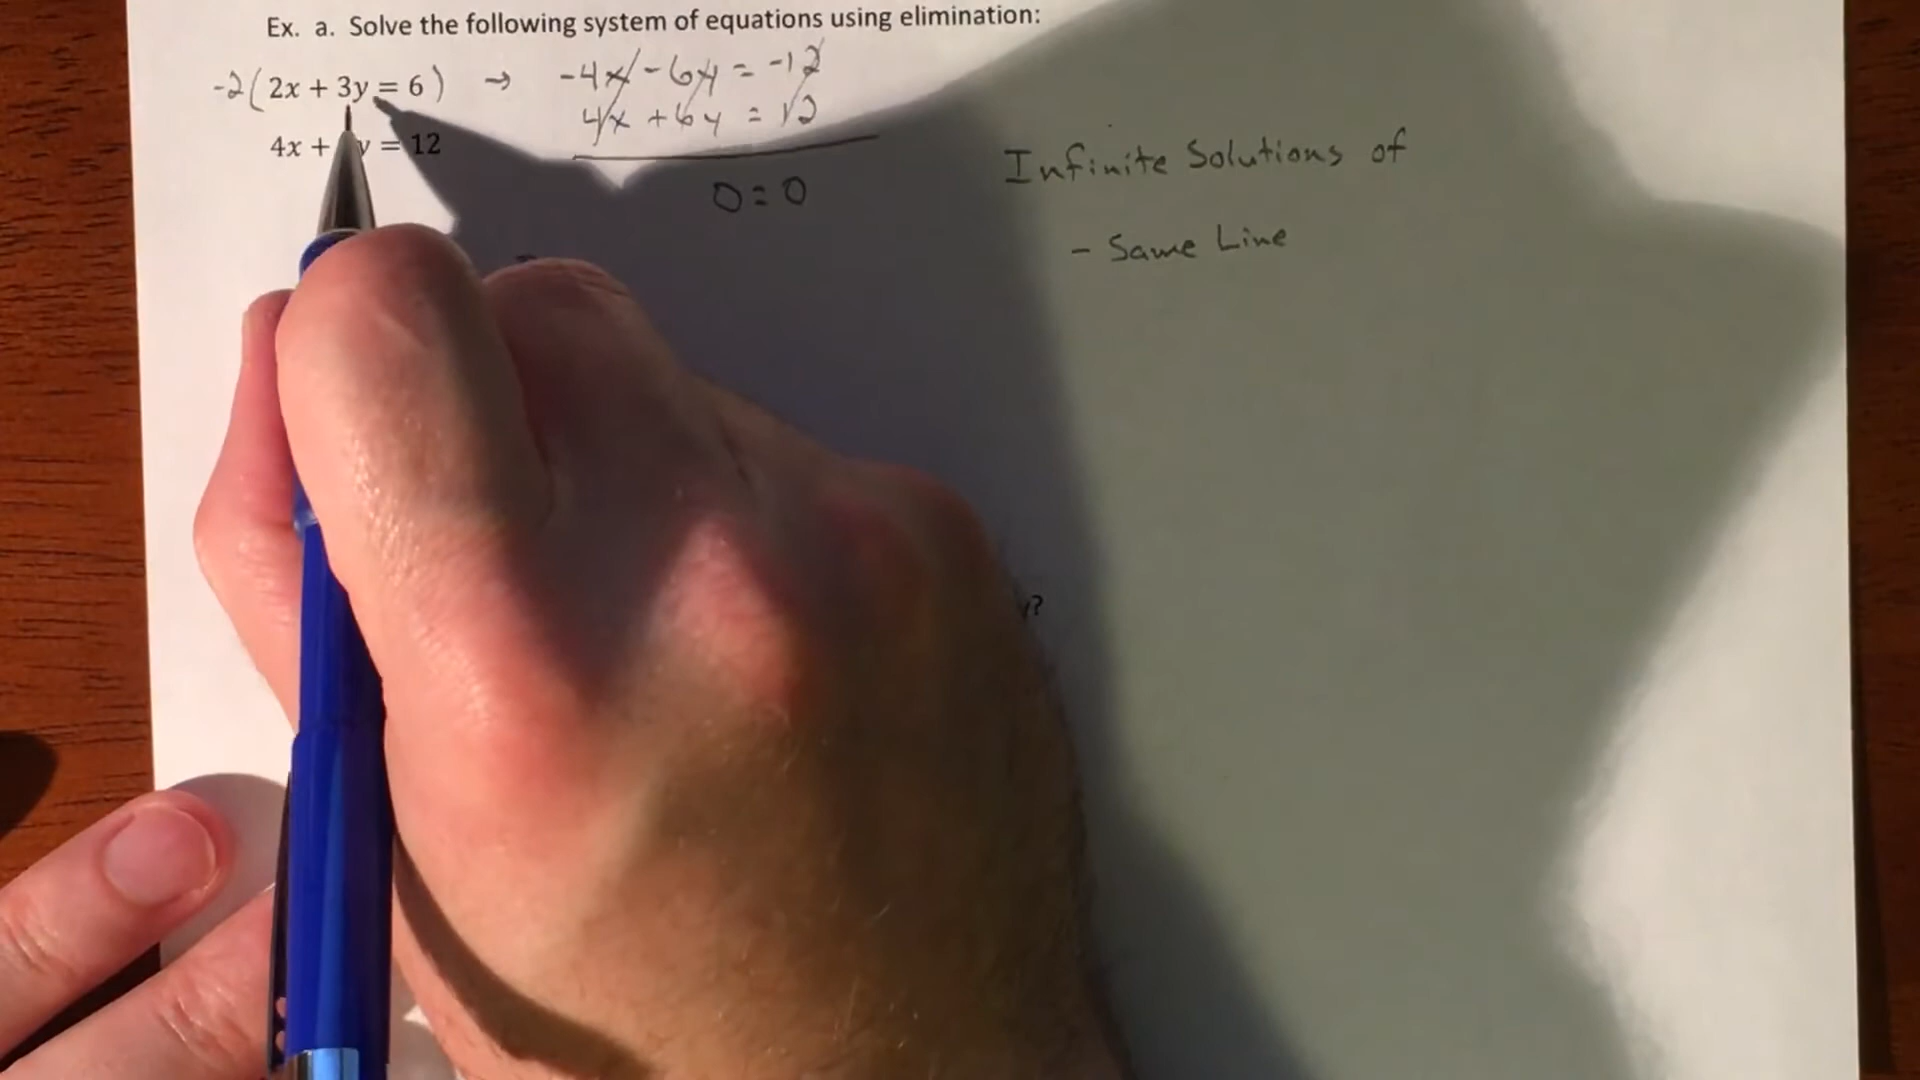 Ex. a. Solve the following system of equations using elimination:
-2( 2x + 3y = 6 ) → -4x - 6y = -12
4x + 6y = 12
4x + y = 12
0 = 0
Infinite Solutions of
- Same Line
y?